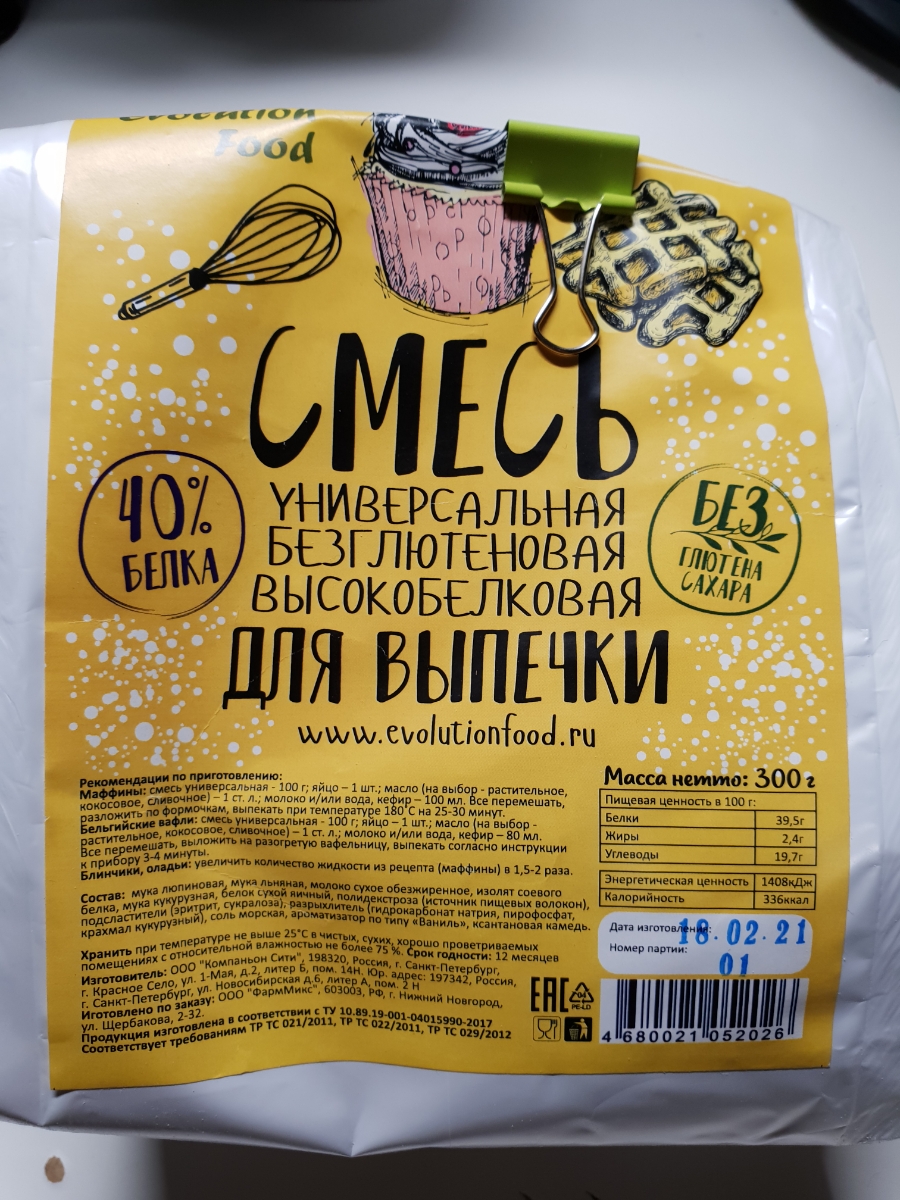 Evolution
Food
СМЕСЬ
УНИВЕРСАЛЬНАЯ
БЕЗГЛЮТЕНОВАЯ
ВЫСОКОБЕЛКОВАЯ
ДЛЯ ВЫПЕЧКИ
www.evolutionfood.ru
40%
БЕЛКА
БЕЗ
ГЛЮТЕНА
САХАРА
Рекомендации по приготовлению:
Маффины: смесь универсальная - 100 г; яйцо – 1 шт.; масло (на выбор - растительное,
кокосовое, сливочное) – 1 ст. л.; молоко и/или вода, кефир – 100 мл. Все перемешать,
разложить по формочкам, выпекать при температуре 180°С на 25-30 минут.
Бельгийские вафли: смесь универсальная - 100 г; яйцо – 1 шт.; масло (на выбор -
растительное, кокосовое, сливочное) – 1 ст. л.; молоко и/или вода, кефир – 80 мл.
Все перемешать, выложить на разогретую вафельницу, выпекать согласно инструкции
к прибору 3-4 минуты.
Блинчики, оладьи: увеличить количество жидкости из рецепта (маффины) в 1,5-2 раза.
Состав: мука люпиновая, мука льняная, молоко сухое обезжиренное, изолят соевого
белка, мука кукурузная, белок сухой яичный, полидекстроза (источник пищевых волокон),
подсластители (эритрит, сукралоза), разрыхлитель (гидрокарбонат натрия, пирофосфат,
крахмал кукурузный), соль морская, ароматизатор по типу «Ваниль», ксантановая камедь.
Хранить при температуре не выше 25°С в чистых, сухих, хорошо проветриваемых
помещениях с относительной влажностью не более 75 %. Срок годности: 12 месяцев
Изготовитель: ООО "Компаньон Сити", 198320, Россия, г. Санкт-Петербург,
г. Красное Село, ул. 1-Мая, д.2, литер Б, пом. 14Н. Юр. адрес: 197342, Россия,
г. Санкт-Петербург, ул. Новосибирская д.6, литер А, пом. 2 Н
Изготовлено по заказу: ООО "ФармМикс", 603003, РФ, г. Нижний Новгород,
ул. Щербакова, 2-32.
Продукция изготовлена в соответствии с ТУ 10.89.19-001-04015990-2017
Соответствует требованиям ТР ТС 021/2011, ТР ТС 022/2011, ТР ТС 029/2012
Масса нетто: 300 г
Пищевая ценность в 100 г:
Белки 39,5г
Жиры 2,4г
Углеводы 19,7г
Энергетическая ценность 1408кДж
Калорийность 336ккал
Дата изготовления: 18.02.21
Номер партии: 01
EAC
04
PE-LD
4 680021 052026